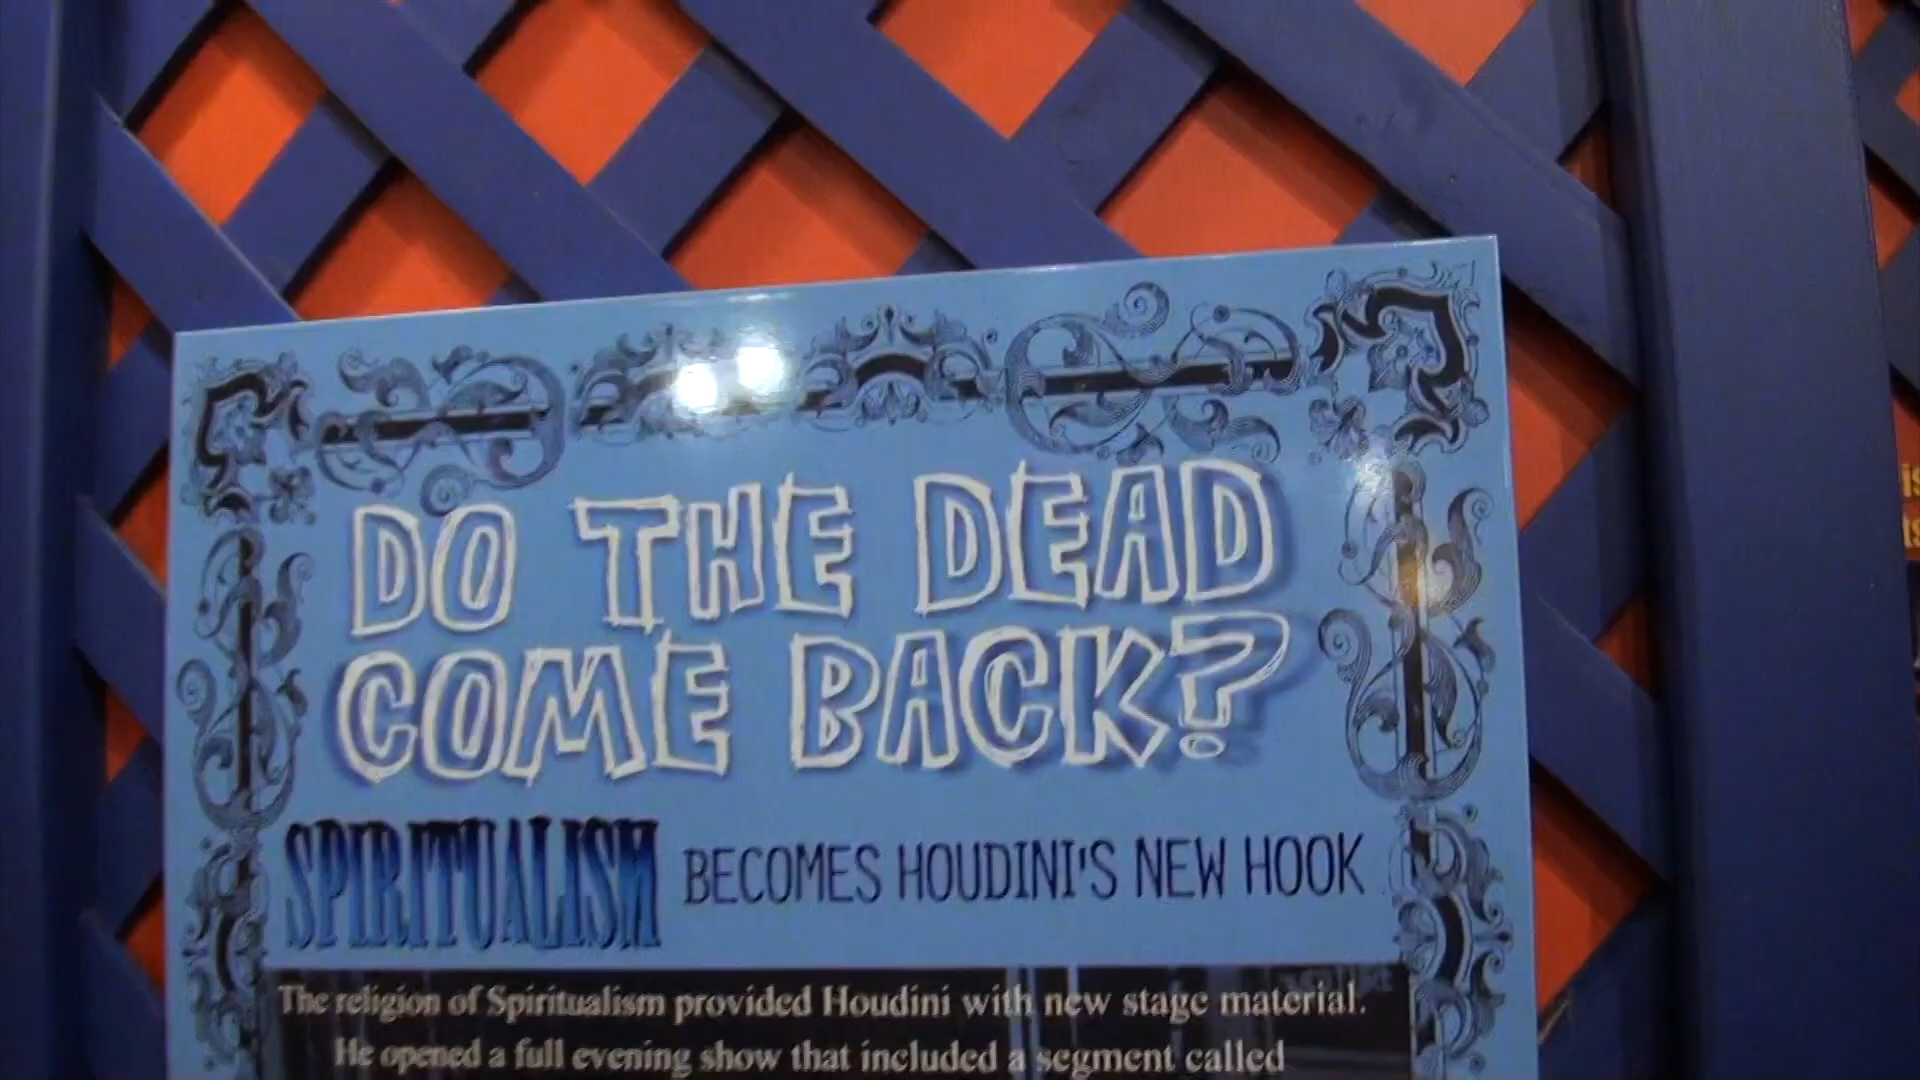 DO THE DEAD
COME BACK?
SPIRITUALISM BECOMES HOUDINI'S NEW HOOK
The religion of Spiritualism provided Houdini with new stage material.
He opened a full evening show that included a segment called